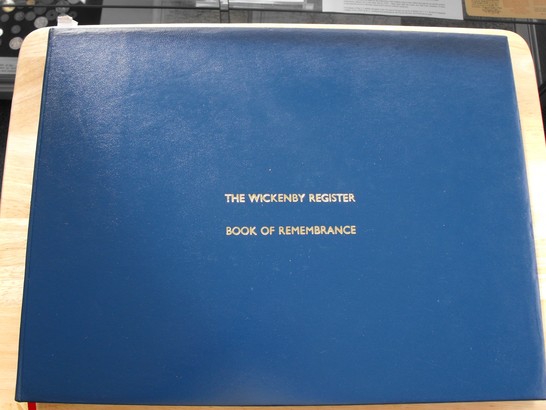 THE WICKENBY REGISTER
BOOK OF REMEMBRANCE